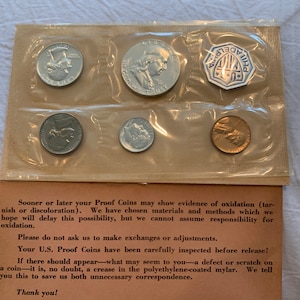 PHILADELPHIA
Sooner or later your Proof Coins may show evidence of oxidation (tar-
nish or discoloration). We have chosen materials and methods which we
hope will delay this possibility, but we cannot assume responsibility for
oxidation.
Please do not ask us to make exchanges or adjustments.
Your U.S. Proof Coins have been carefully inspected before release!
If there should appear—what may seem to you—a defect or scratch on
a coin—it is, no doubt, a crease in the polyethylene-coated mylar. We tell
you this to save us both unnecessary correspondence.
Thank you!